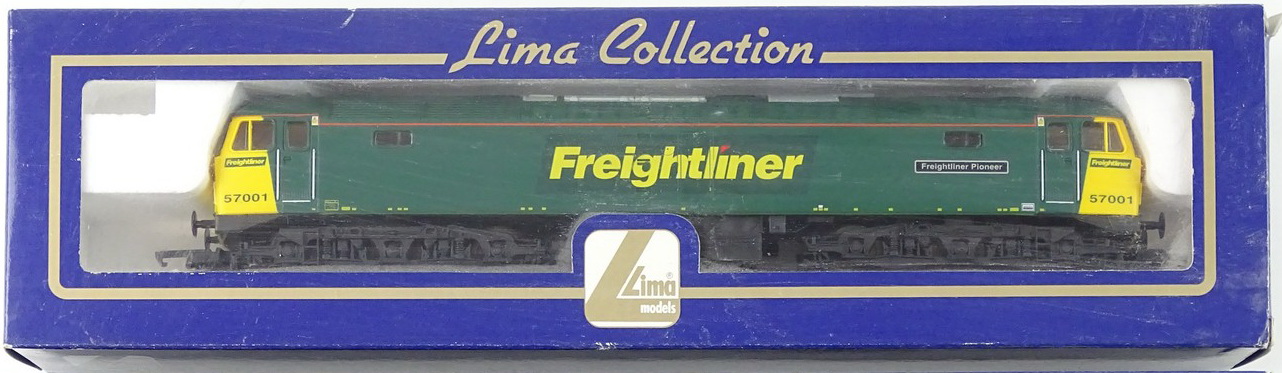 Lima Collection
Freightliner
57001
Freightliner
Freightliner Pioneer
Freightliner
57001
Lima®
models